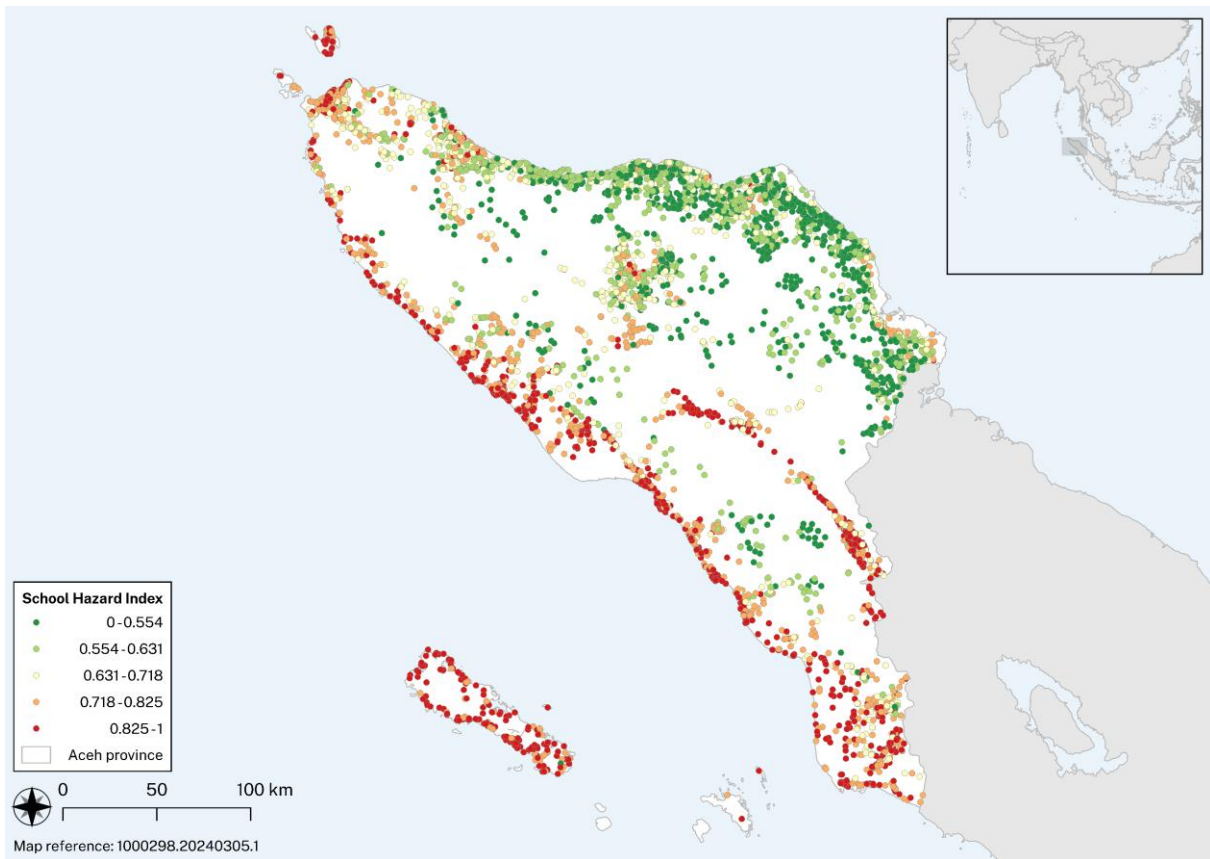 School Hazard Index
0 - 0.554
0.554 - 0.631
0.631 - 0.718
0.718 - 0.825
0.825 - 1
Aceh province
0 50 100 km
Map reference: 1000298.20240305.1